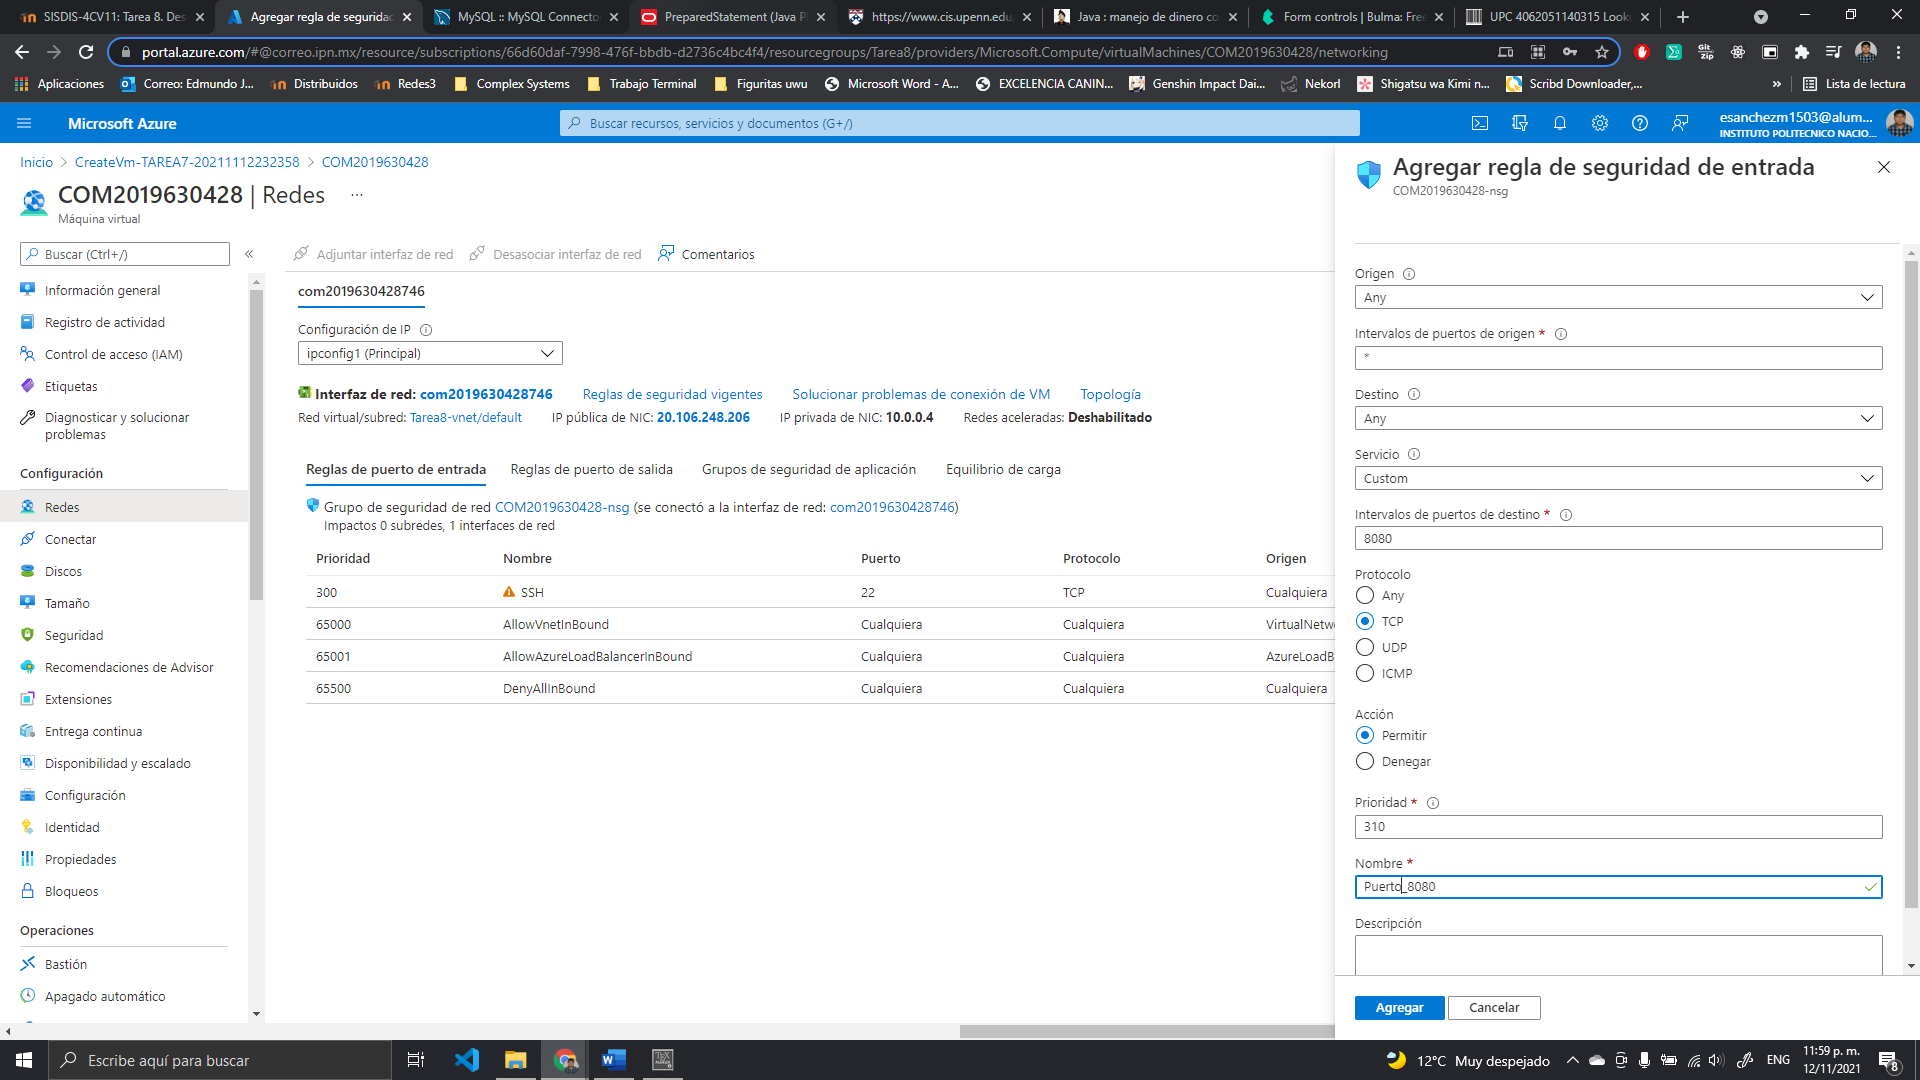 SISDIS-4CV11: Tarea 8. Des
Agregar regla de seguridad
MySQL :: MySQL Connecto
PreparedStatement (Java Pl
https://www.cis.upenn.edu
Java : manejo de dinero co
Form controls | Bulma: Fre
UPC 4062051140315 Look
portal.azure.com/#@correo.ipn.mx/resource/subscriptions/66d60daf-7998-476f-bbdb-d2736c4bc4f4/resourcegroups/Tarea8/providers/Microsoft.Compute/virtualMachines/COM2019630428/networking
Aplicaciones
Correo: Edmundo J...
Distribuidos
Redes3
Complex Systems
Trabajo Terminal
Figuritas uwu
Microsoft Word - A...
EXCELENCIA CANIN...
Genshin Impact Dai...
Nekorl
Shigatsu wa Kimi n...
Scribd Downloader,...
»
Lista de lectura
Microsoft Azure
Buscar recursos, servicios y documentos (G+/)
esanchezm1503@alum...
INSTITUTO POLITECNICO NACIO...
Inicio > CreateVm-TAREA7-20211112232358 > COM2019630428
COM2019630428 | Redes ...
Máquina virtual
Buscar (Ctrl+/)
«
Información general
Registro de actividad
Control de acceso (IAM)
Etiquetas
Diagnosticar y solucionar
problemas
Configuración
Redes
Conectar
Discos
Tamaño
Seguridad
Recomendaciones de Advisor
Extensiones
Entrega continua
Disponibilidad y escalado
Configuración
Identidad
Propiedades
Bloqueos
Operaciones
Bastión
Apagado automático
Adjuntar interfaz de red
Desasociar interfaz de red
Comentarios
com2019630428746
Configuración de IP
ipconfig1 (Principal)
Interfaz de red: com2019630428746 Reglas de seguridad vigentes Solucionar problemas de conexión de VM Topología
Red virtual/subred: Tarea8-vnet/default IP pública de NIC: 20.106.248.206 IP privada de NIC: 10.0.0.4 Redes aceleradas: Deshabilitado
Reglas de puerto de entrada Reglas de puerto de salida Grupos de seguridad de aplicación Equilibrio de carga
Grupo de seguridad de red COM2019630428-nsg (se conectó a la interfaz de red: com2019630428746)
Impactos 0 subredes, 1 interfaces de red
Prioridad Nombre Puerto Protocolo Origen
300 SSH 22 TCP Cualquiera
65000 AllowVnetInBound Cualquiera Cualquiera VirtualNetw
65001 AllowAzureLoadBalancerInBound Cualquiera Cualquiera AzureLoadB
65500 DenyAllInBound Cualquiera Cualquiera Cualquiera
Agregar regla de seguridad de entrada
COM2019630428-nsg
Origen
Any
Intervalos de puertos de origen *
*
Destino
Any
Servicio
Custom
Intervalos de puertos de destino *
8080
Protocolo
Any
TCP
UDP
ICMP
Acción
Permitir
Denegar
Prioridad *
310
Nombre *
Puerto_8080
Descripción
Agregar
Cancelar
Escribe aquí para buscar
12°C Muy despejado
ENG
11:59 p. m.
12/11/2021
8